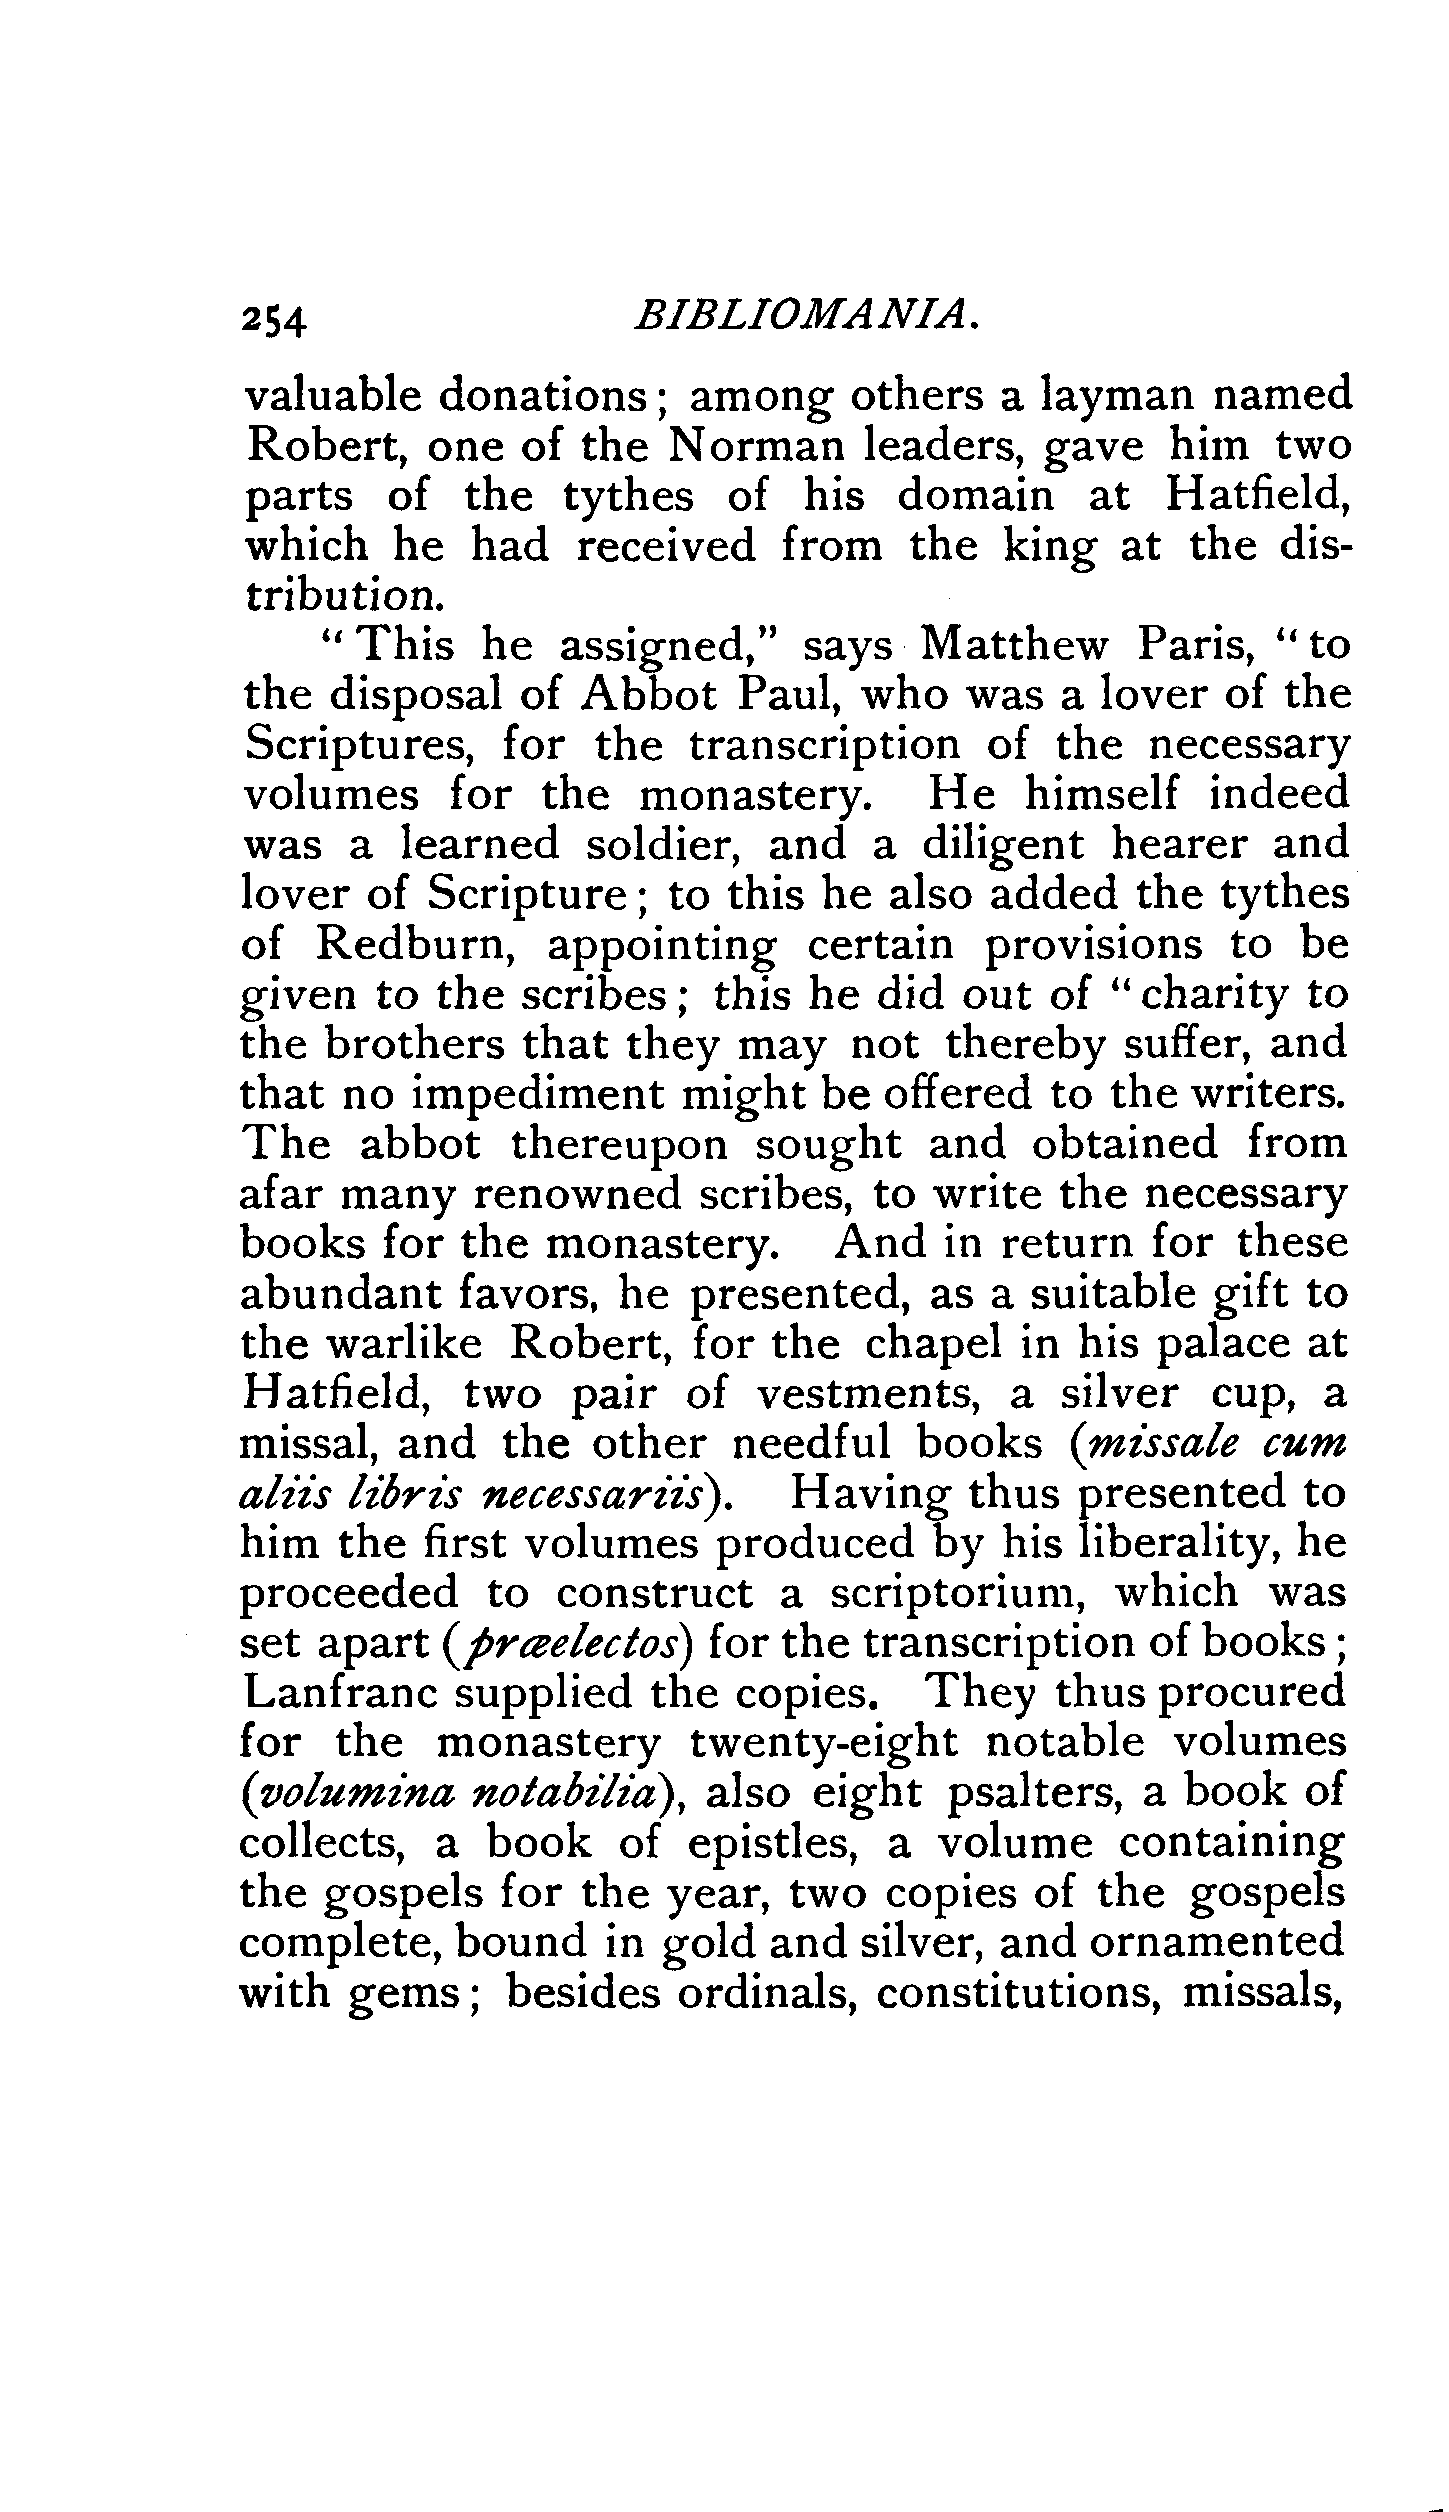 254 BIBLIOMANIA.
valuable donations; among others a layman named
Robert, one of the Norman leaders, gave him two
parts of the tythes of his domain at Hatfield,
which he had received from the king at the dis-
tribution.
“This he assigned,” says Matthew Paris, “to
the disposal of Abbot Paul, who was a lover of the
Scriptures, for the transcription of the necessary
volumes for the monastery. He himself indeed
was a learned soldier, and a diligent hearer and
lover of Scripture; to this he also added the tythes
of Redburn, appointing certain provisions to be
given to the scribes; this he did out of “charity to
the brothers that they may not thereby suffer, and
that no impediment might be offered to the writers.
The abbot thereupon sought and obtained from
afar many renowned scribes, to write the necessary
books for the monastery. And in return for these
abundant favors, he presented, as a suitable gift to
the warlike Robert, for the chapel in his palace at
Hatfield, two pair of vestments, a silver cup, a
missal, and the other needful books (missale cum
aliis libris necessariis). Having thus presented to
him the first volumes produced by his liberality, he
proceeded to construct a scriptorium, which was
set apart (præelectos) for the transcription of books;
Lanfranc supplied the copies. They thus procured
for the monastery twenty-eight notable volumes
(volumina notabilia), also eight psalters, a book of
collects, a book of epistles, a volume containing
the gospels for the year, two copies of the gospels
complete, bound in gold and silver, and ornamented
with gems; besides ordinals, constitutions, missals,